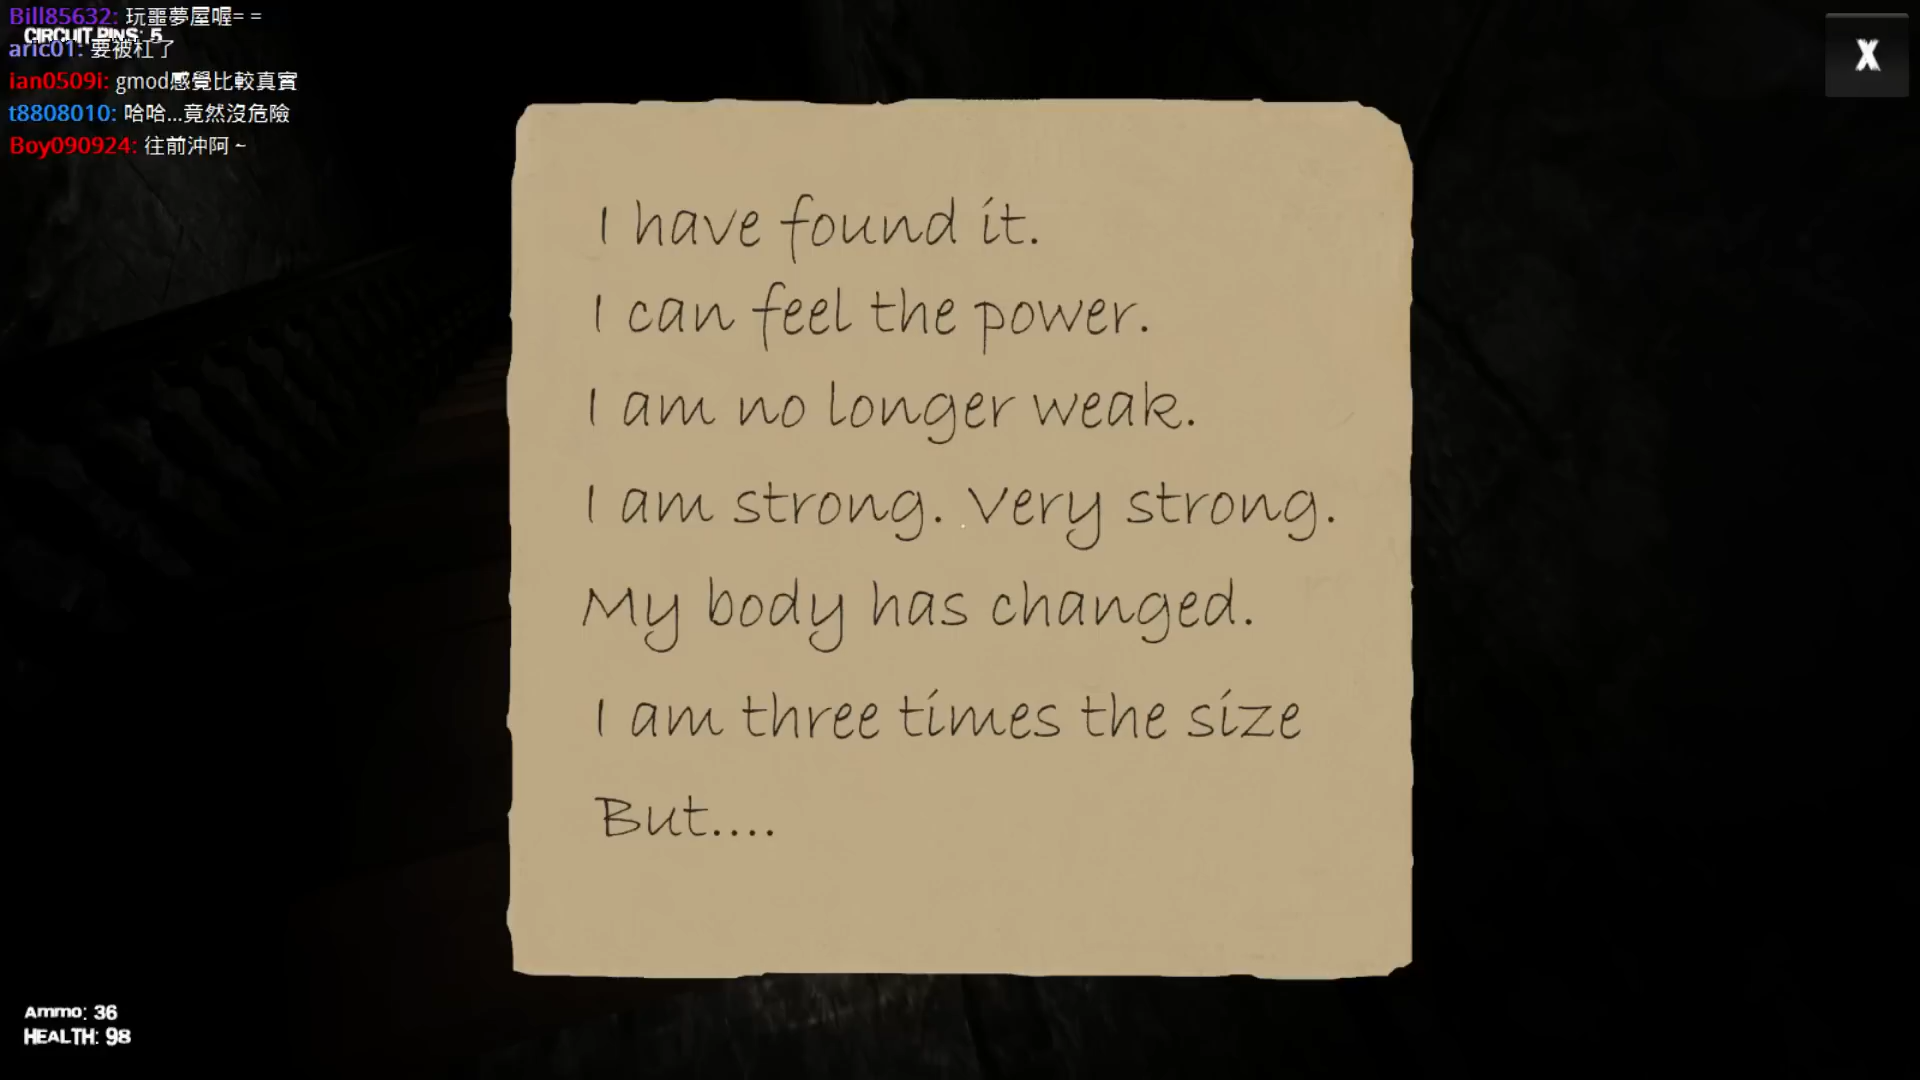 Bill85632: 玩噩夢屋喔= =
CIRCUIT PINS: 5
aric01: 要被杠了
ian0509i: gmod感覺比較真實
t8808010: 哈哈...竟然沒危險
Boy090924: 往前沖阿~
X
I have found it.
I can feel the power.
I am no longer weak.
I am strong. Very strong.
My body has changed.
I am three times the size
But....
Ammo: 36
HEALTH: 98